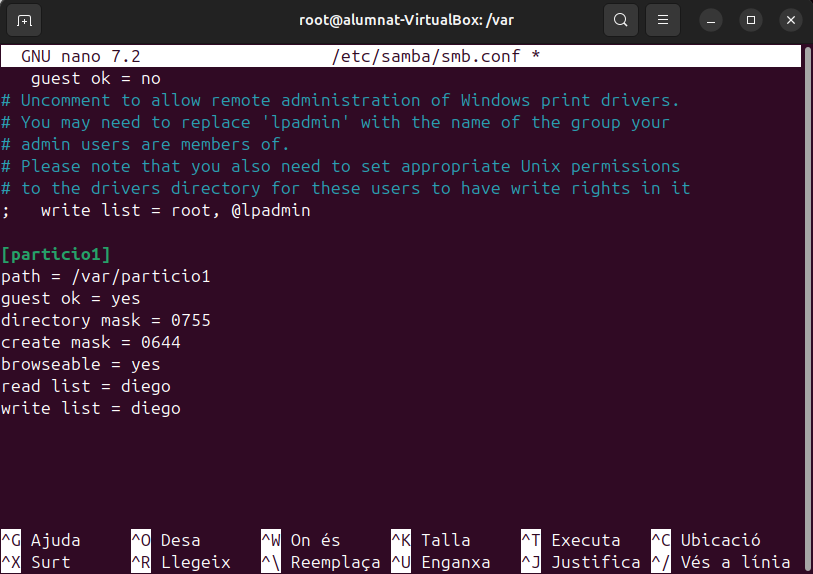 root@alumnat-VirtualBox: /var
GNU nano 7.2 /etc/samba/smb.conf *
guest ok = no
# Uncomment to allow remote administration of Windows print drivers.
# You may need to replace 'lpadmin' with the name of the group your
# admin users are members of.
# Please note that you also need to set appropriate Unix permissions
# to the drivers directory for these users to have write rights in it
;   write list = root, @lpadmin
[particio1]
path = /var/particio1
guest ok = yes
directory mask = 0755
create mask = 0644
browseable = yes
read list = diego
write list = diego
^G Ajuda ^O Desa ^W On és ^K Talla ^T Executa ^C Ubicació
^X Surt ^R Llegeix ^\ Reemplaça ^U Enganxa ^J Justifica ^/ Vés a línia